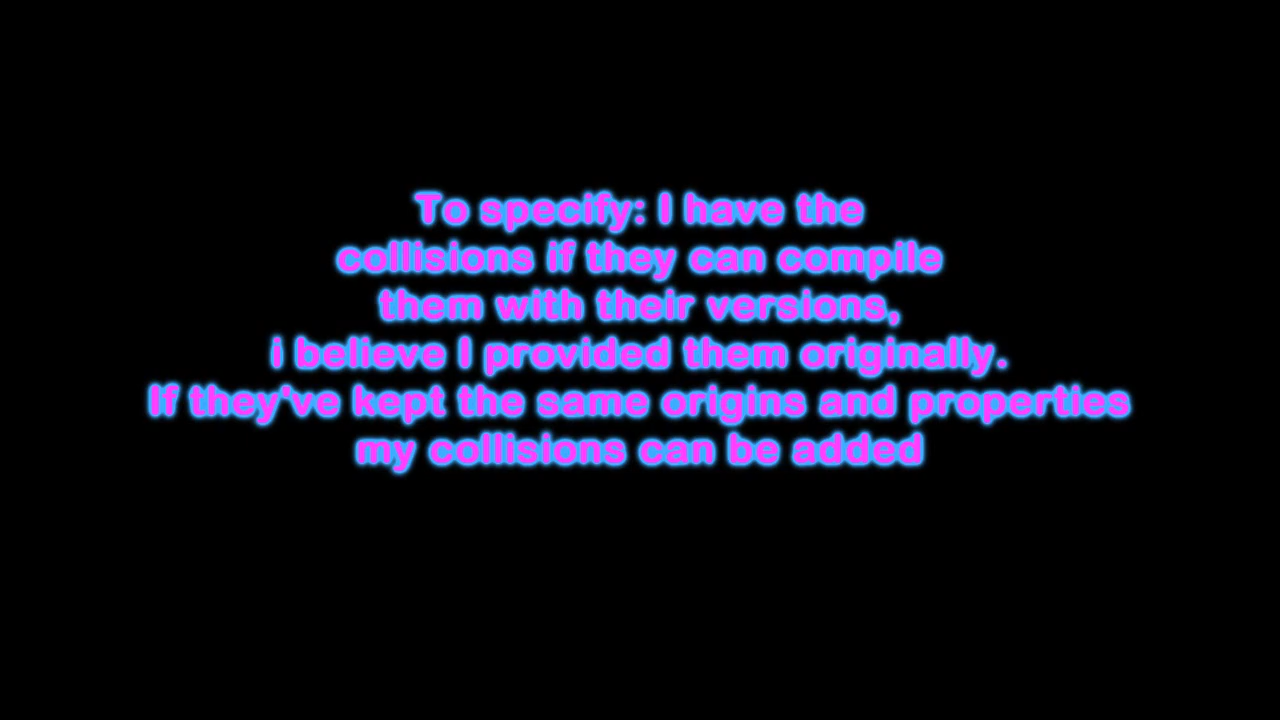 To specify: I have the
collisions if they can compile
them with their versions,
i believe I provided them originally.
If they've kept the same origins and properties
my collisions can be added